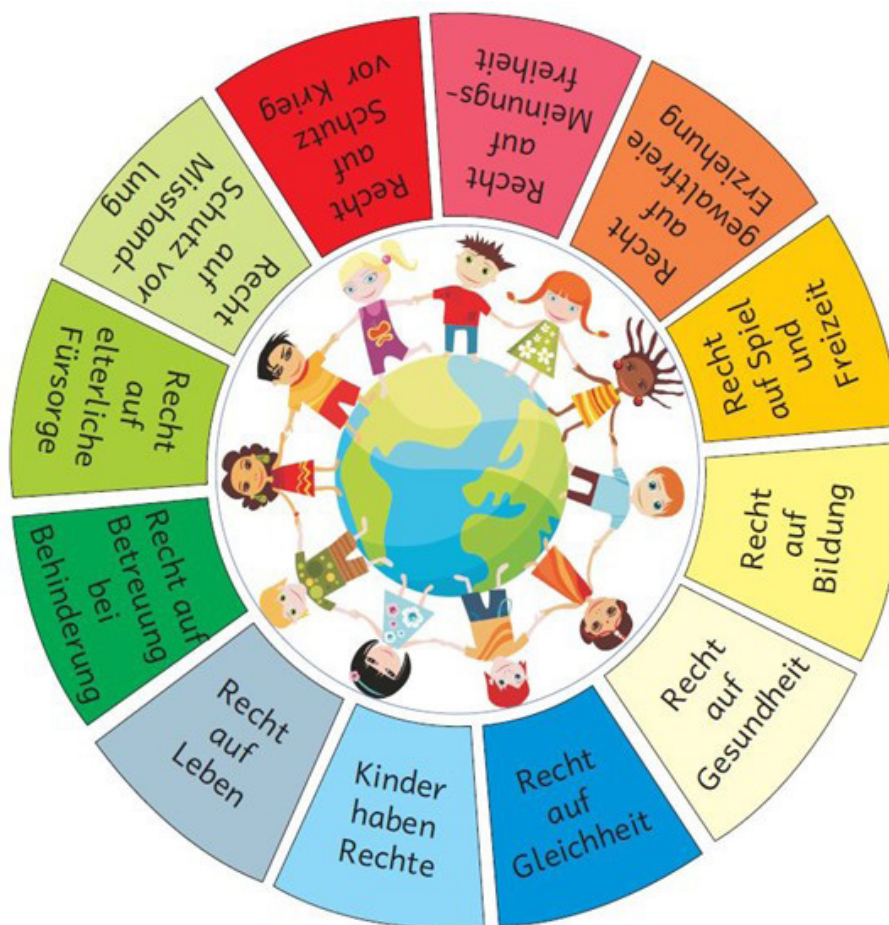 Kinder
haben
Rechte
Recht
auf
Leben
Recht auf
Betreuung
bei
Behinderung
Recht
auf
elterliche
Fürsorge
Recht
auf
Schutz vor
Misshand-
lung
Recht
auf
Schutz
vor Krieg
Recht
auf
Meinungs-
freiheit
Recht
auf
gewaltfreie
Erziehung
Recht
auf Spiel
und
Freizeit
Recht
auf
Bildung
Recht
auf
Gesundheit
Recht
auf
Gleichheit